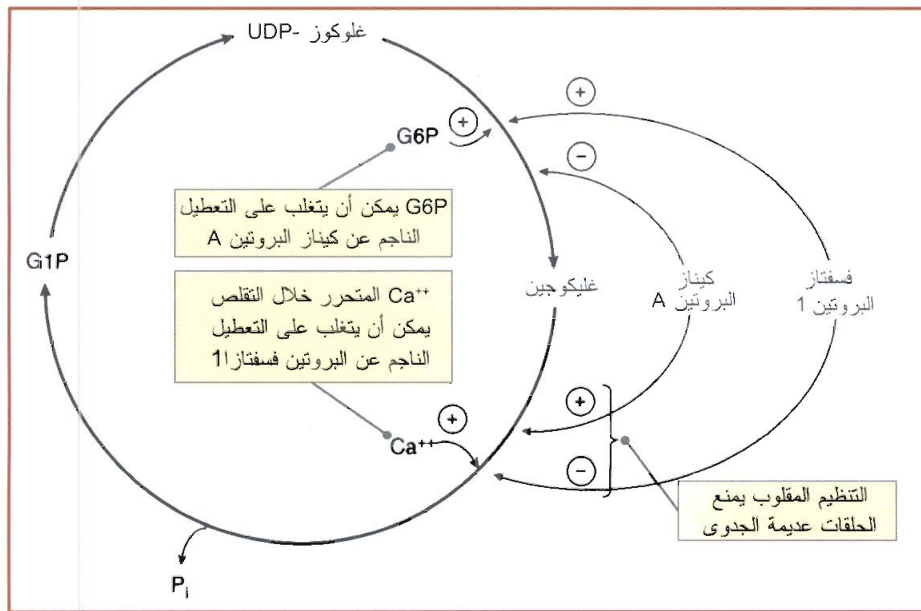 UDP- غلوكوز
+
G6P
+
−
G6P يمكن أن يتغلب على التعطيل
الناجم عن كيناز البروتين A
G1P
Ca++ المتحرر خلال التقلص
يمكن أن يتغلب على التعطيل
الناجم عن البروتين فسفتاز1
غليكوجين
كيناز
البروتين A
فسفتاز
البروتين 1
+
Ca++
+
−
التنظيم المقلوب يمنع
الحلقات عديمة الجدوى
Pi